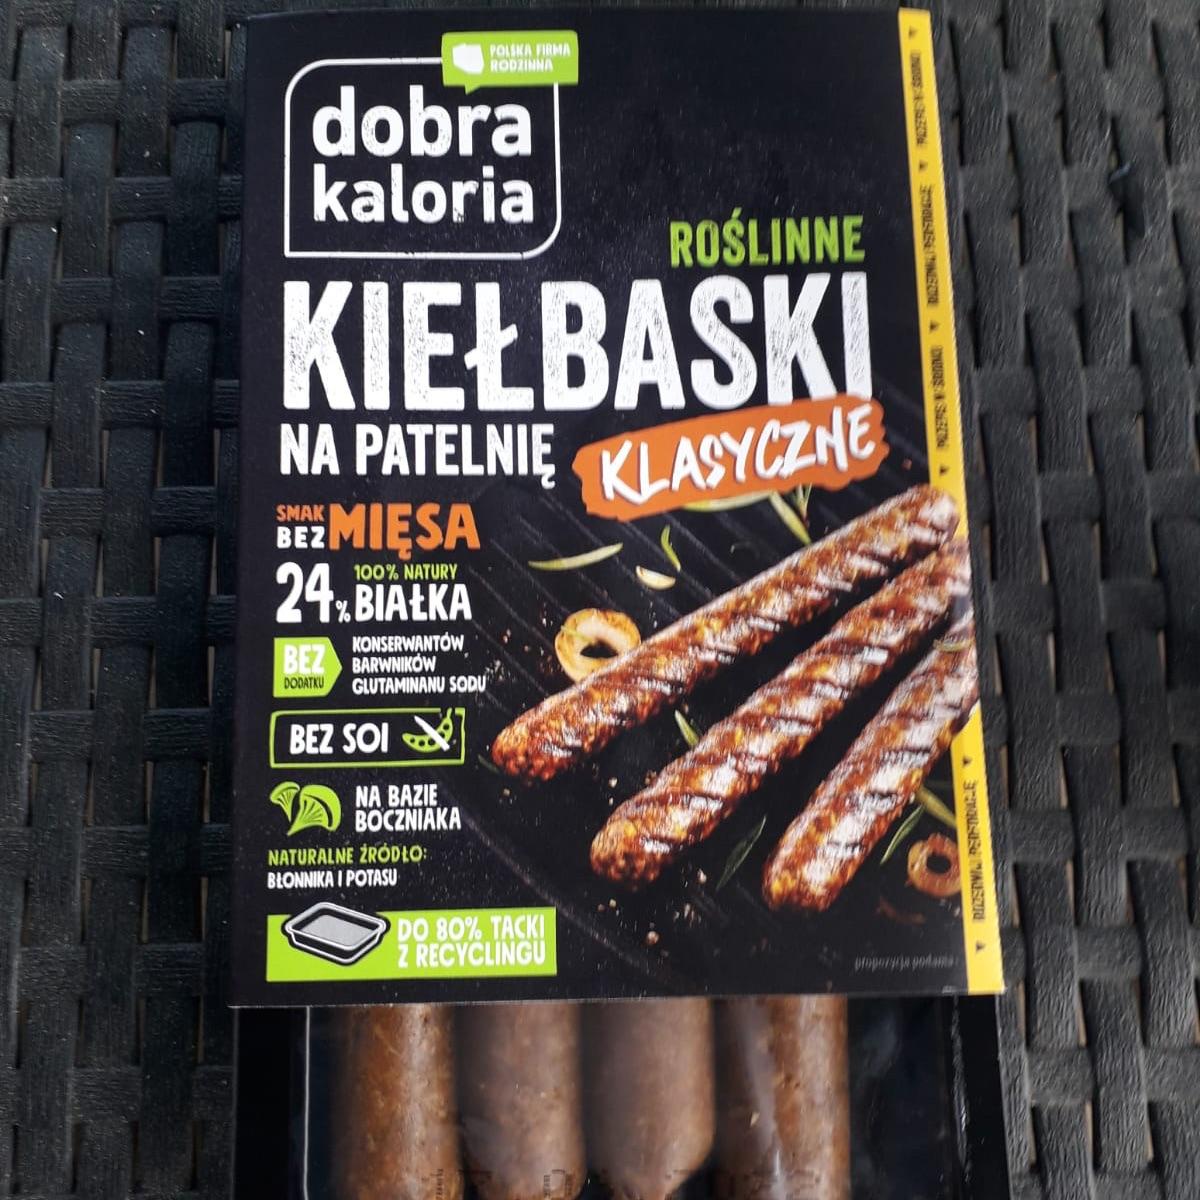 POLSKA FIRMA
RODZINNA
dobra
kaloria
ROŚLINNE
KIEŁBASKI
NA PATELNIĘ
KLASYCZNE
SMAK
BEZ MIĘSA
100% NATURY
24% BIAŁKA
BEZ
DODATKU
KONSERWANTÓW
BARWNIKÓW
GLUTAMINANU SODU
BEZ SOI
NA BAZIE
BOCZNIAKA
NATURALNE ŹRÓDŁO:
BŁONNIKA I POTASU
DO 80% TACKI
Z RECYCLINGU
propozycja podania